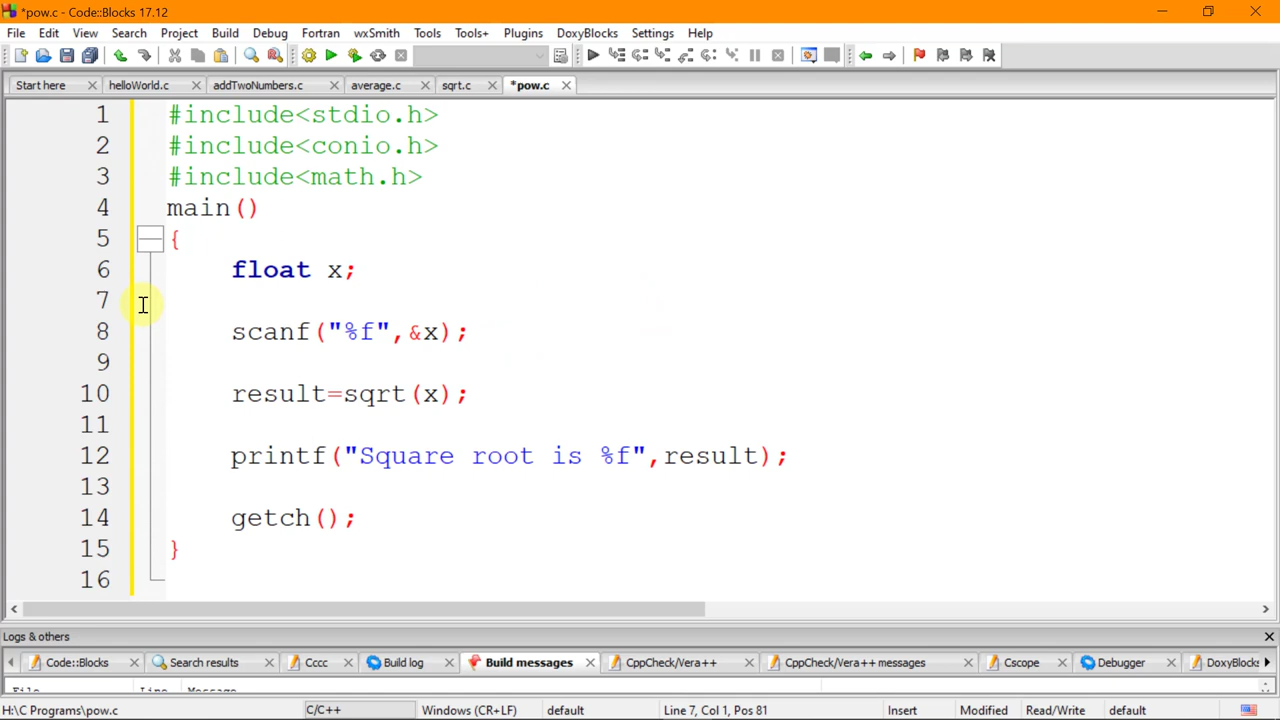 *pow.c - Code::Blocks 17.12
File Edit View Search Project Build Debug Fortran wxSmith Tools Tools+ Plugins DoxyBlocks Settings Help
Start here helloWorld.c addTwoNumbers.c average.c sqrt.c *pow.c
1 #include<stdio.h>
2 #include<conio.h>
3 #include<math.h>
4 main()
5 {
6 float x;
7
8 scanf("%f",&x);
9
10 result=sqrt(x);
11
12 printf("Square root is %f",result);
13
14 getch();
15 }
16
Logs & others
Code::Blocks Search results Cccc Build log Build messages CppCheck/Vera++ CppCheck/Vera++ messages Cscope Debugger DoxyBlocks
File Line Message
H:\C Programs\pow.c C/C++ Windows (CR+LF) default Line 7, Col 1, Pos 81 Insert Modified Read/Write default